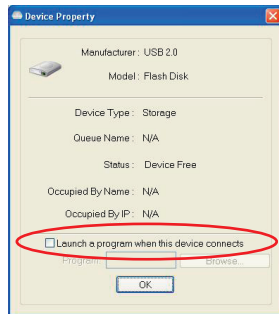 Device Property
Manufacturer : USB 2.0
Model : Flash Disk
Device Type : Storage
Queue Name : N/A
Status : Device Free
Occupied By Name : N/A
Occupied By IP : N/A
Launch a program when this device connects
Program: Browse...
OK